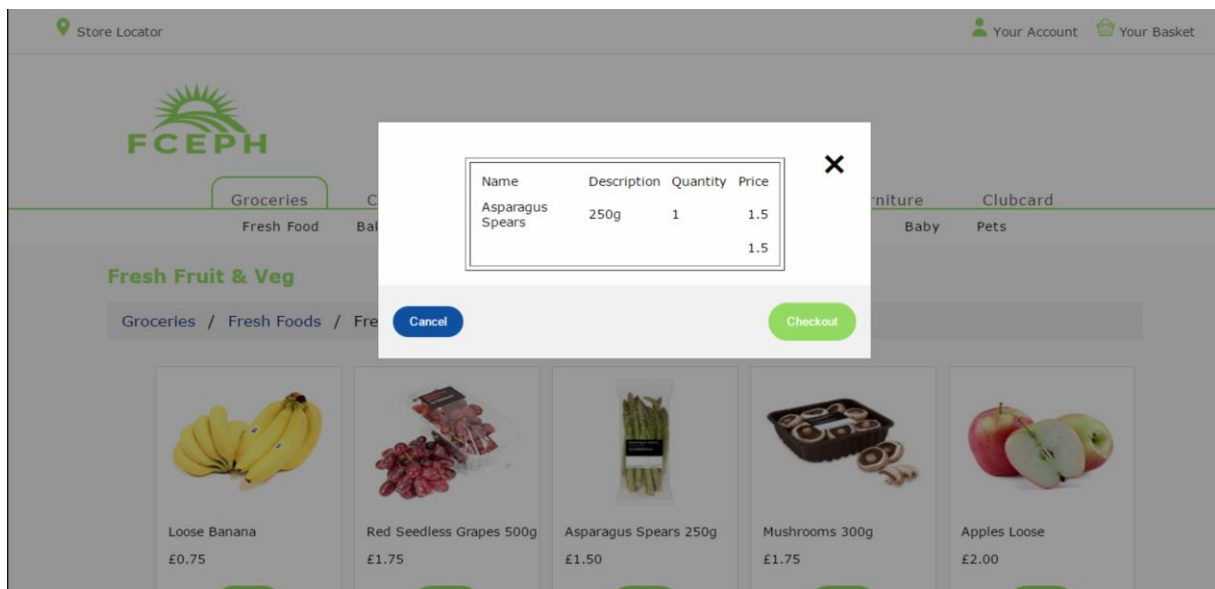 Store Locator
Your Account Your Basket
FCEPH
Groceries C rniture Clubcard
Fresh Food Bal Baby Pets
Name Description Quantity Price
Asparagus
Spears 250g 1 1.5
1.5
Fresh Fruit & Veg
Groceries / Fresh Foods / Fre
Cancel Checkout
Loose Banana Red Seedless Grapes 500g Asparagus Spears 250g Mushrooms 300g Apples Loose
£0.75 £1.75 £1.50 £1.75 £2.00